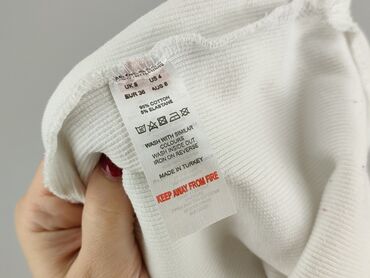 UK 8 US 4
EUR 36 AUS 8
95% COTTON
5% ELASTANE
WASH WITH SIMILAR
COLOURS
WASH INSIDE OUT
IRON ON REVERSE
MADE IN TURKEY
KEEP AWAY FROM FIRE